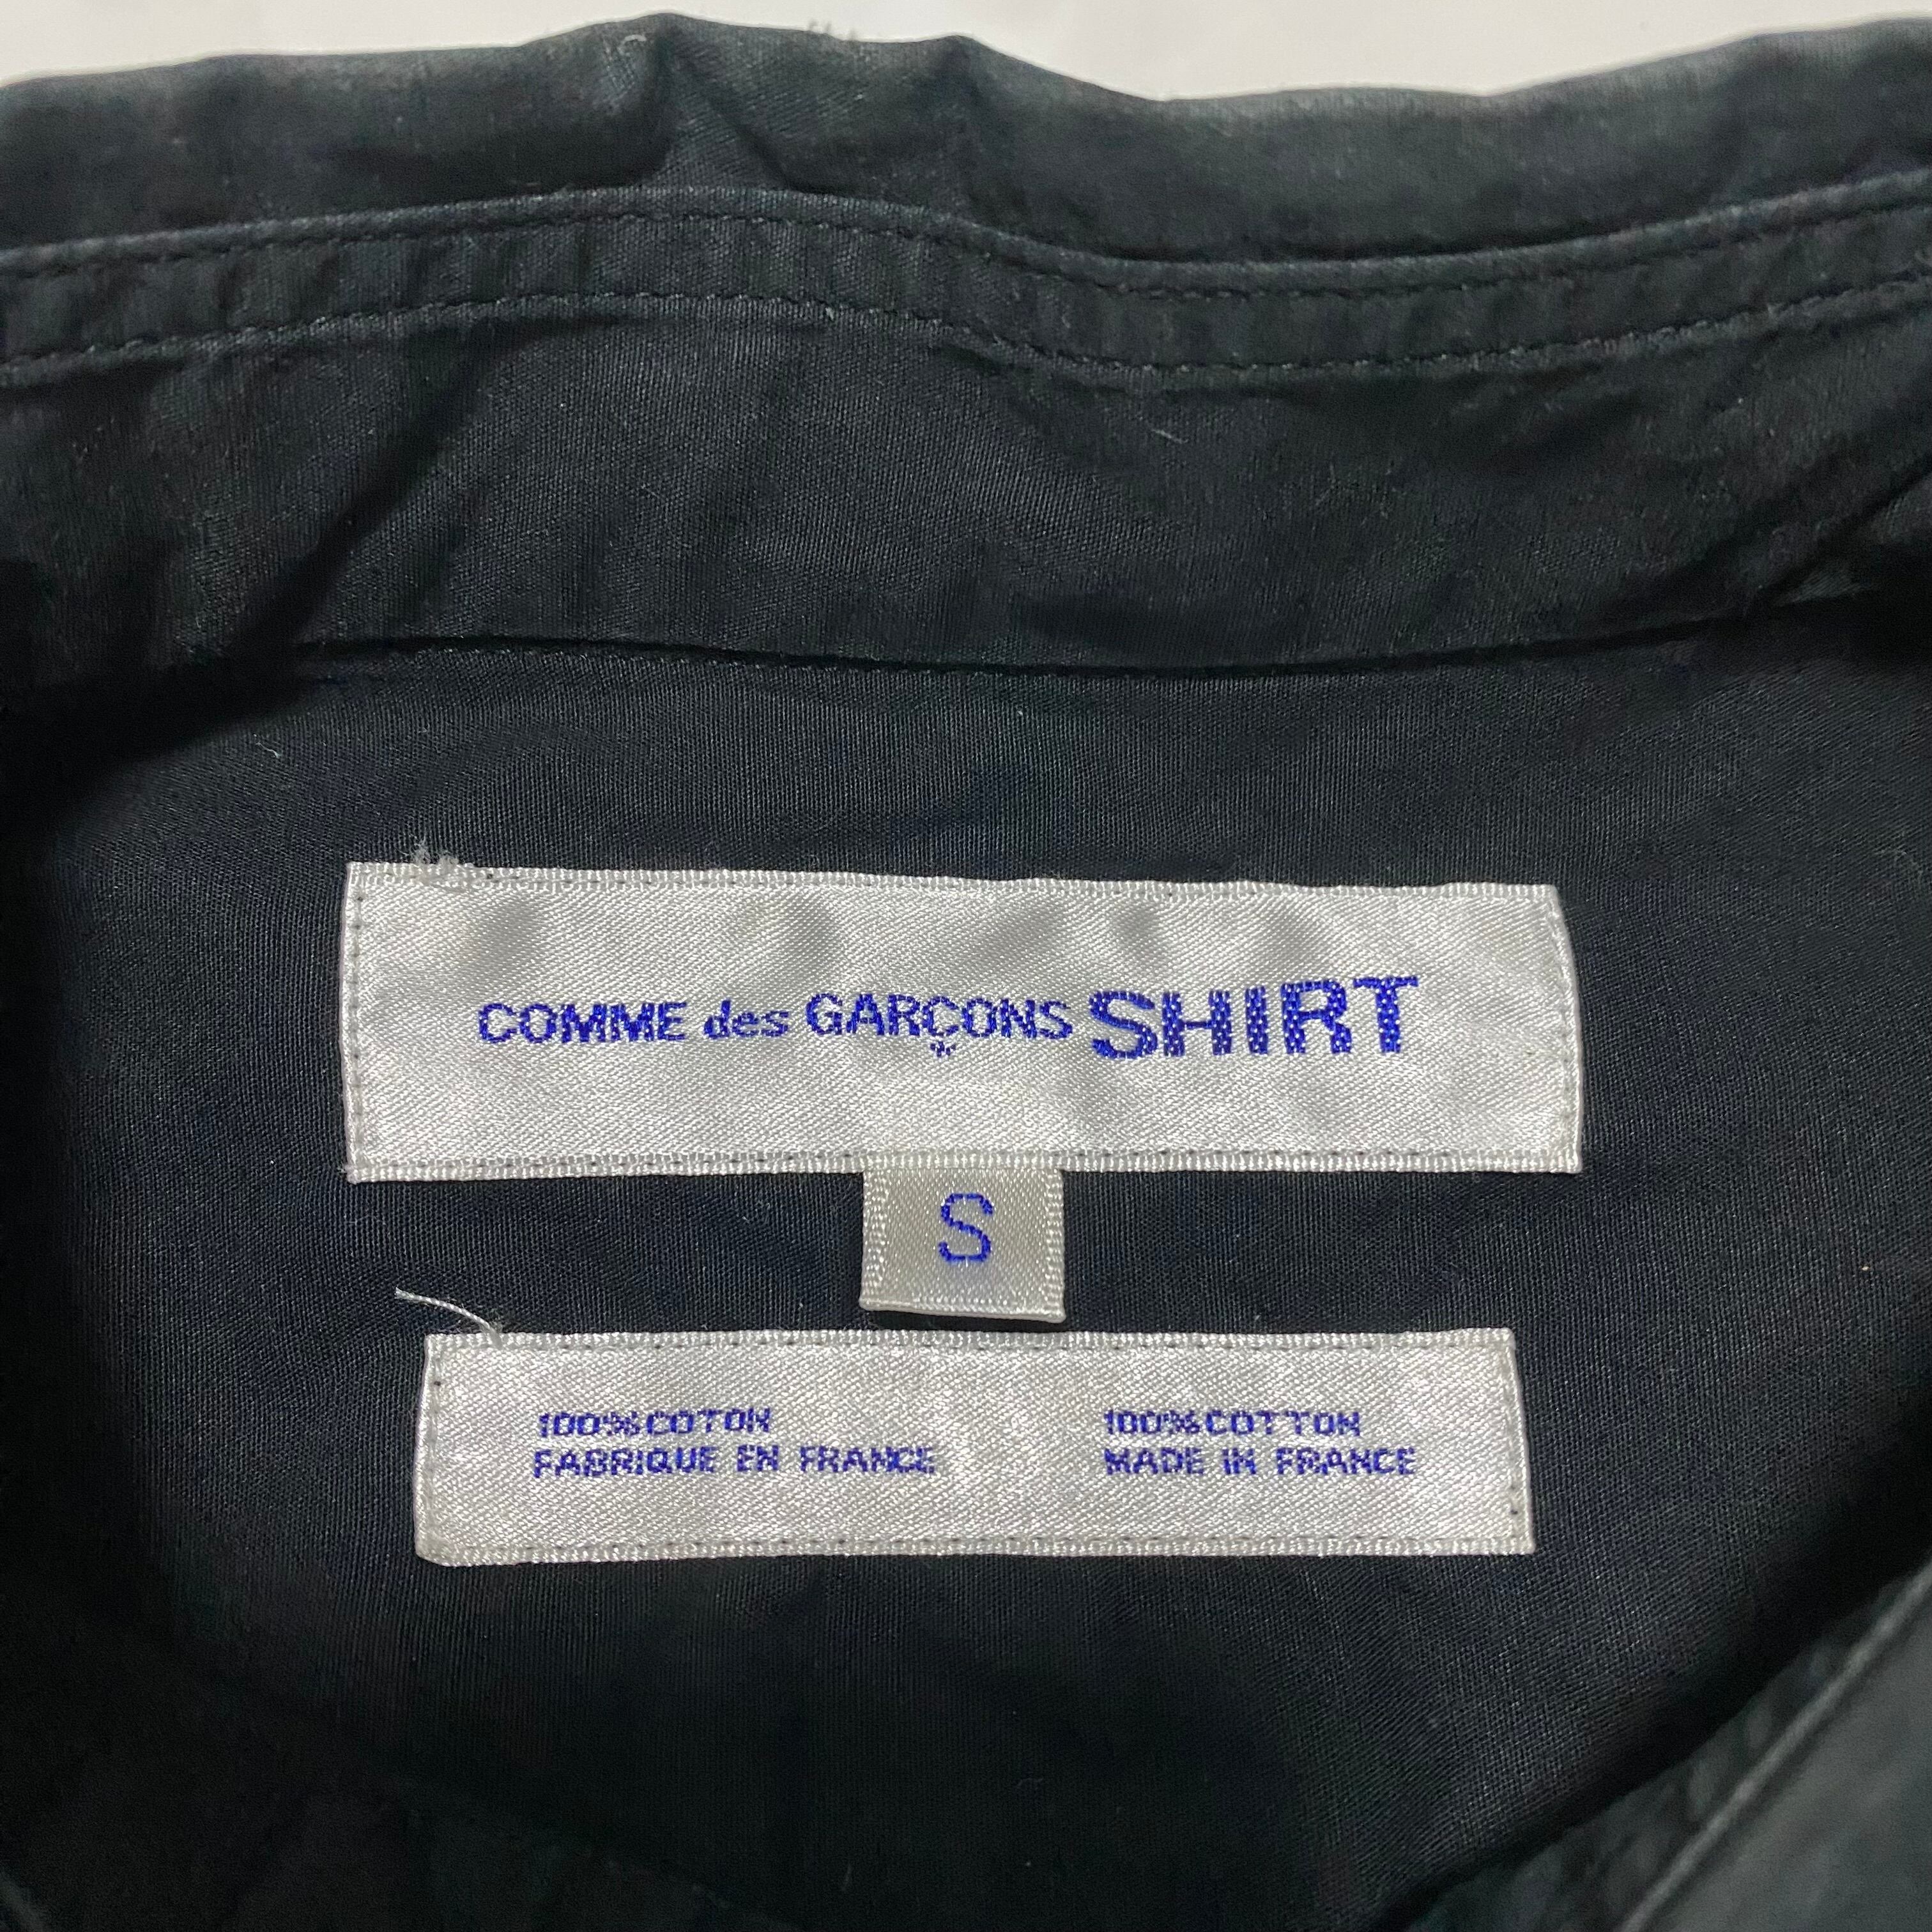 COMME des GARÇONS SHIRT
S
100%COTON
FABRIQUE EN FRANCE
100%COTTON
MADE IN FRANCE